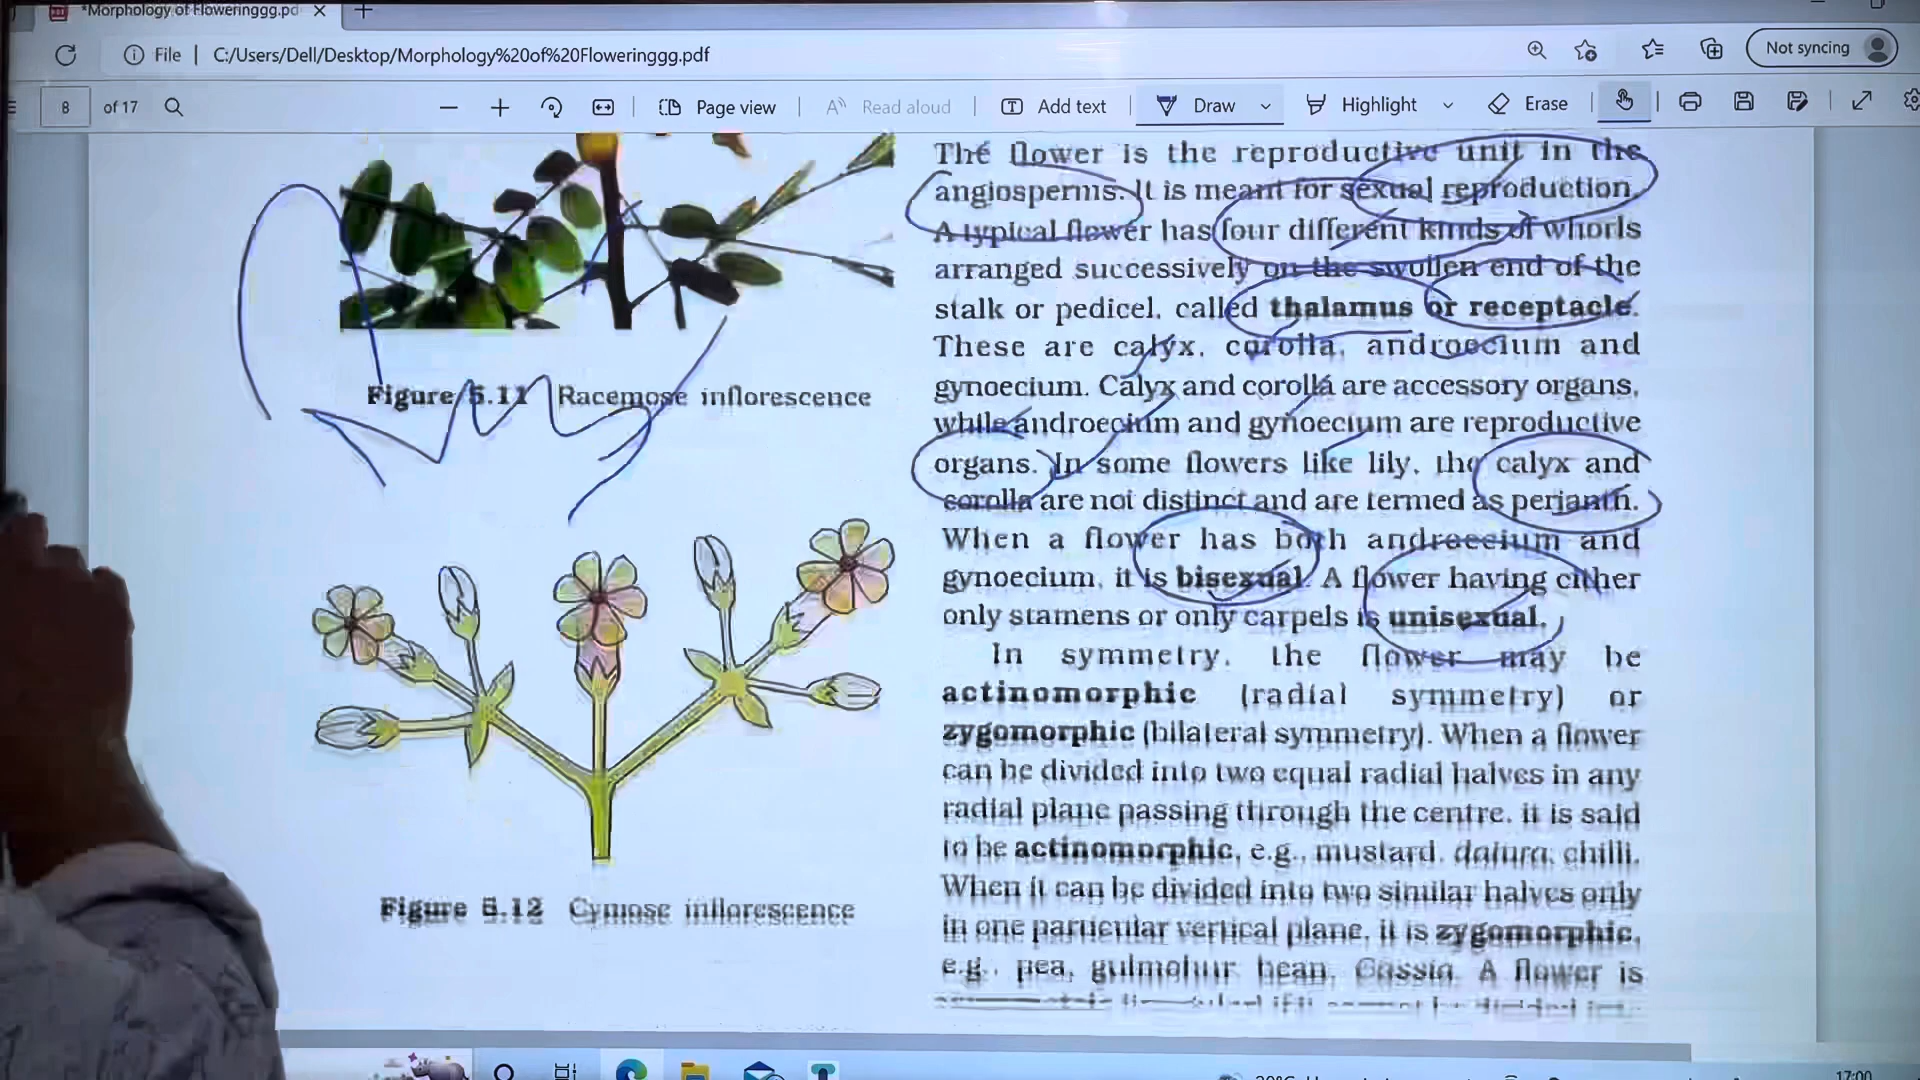 *Morphology of Floweringgg.pd
File
C:/Users/Dell/Desktop/Morphology%20of%20Floweringgg.pdf
Not syncing
8 of 17
Page view
Read aloud
Add text
Draw
Highlight
Erase
Figure 5.11 Racemose inflorescence
Figure 5.12 Cymose inflorescence
The flower is the reproductive unit in the
angiosperms. It is meant for sexual reproduction.
A typical flower has four different kinds of whorls
arranged successively on the swollen end of the
stalk or pedicel, called thalamus or receptacle.
These are calyx, corolla, androecium and
gynoecium. Calyx and corolla are accessory organs,
while androecium and gynoecium are reproductive
organs. In some flowers like lily, the calyx and
corolla are not distinct and are termed as perianth.
When a flower has both androecium and
gynoecium, it is bisexual. A flower having either
only stamens or only carpels is unisexual.
In symmetry, the flower may be
actinomorphic (radial symmetry) or
zygomorphic (bilateral symmetry). When a flower
can be divided into two equal radial halves in any
radial plane passing through the centre, it is said
to be actinomorphic, e.g., mustard, datura, chilli.
When it can be divided into two similar halves only
in one particular vertical plane, it is zygomorphic,
e.g., pea, gulmohur, bean, Cassia. A flower is
17:00